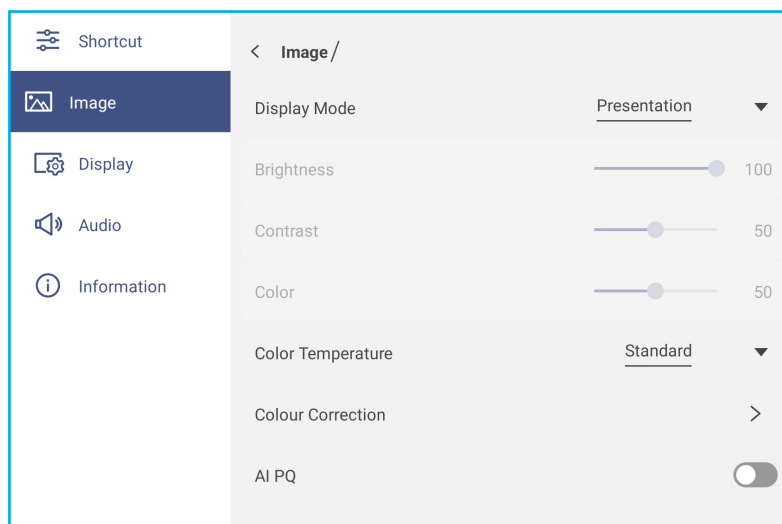 Shortcut
Image
Display
Audio
Information
Image/
Display Mode Presentation
Brightness 100
Contrast 50
Color 50
Color Temperature Standard
Colour Correction
AI PQ